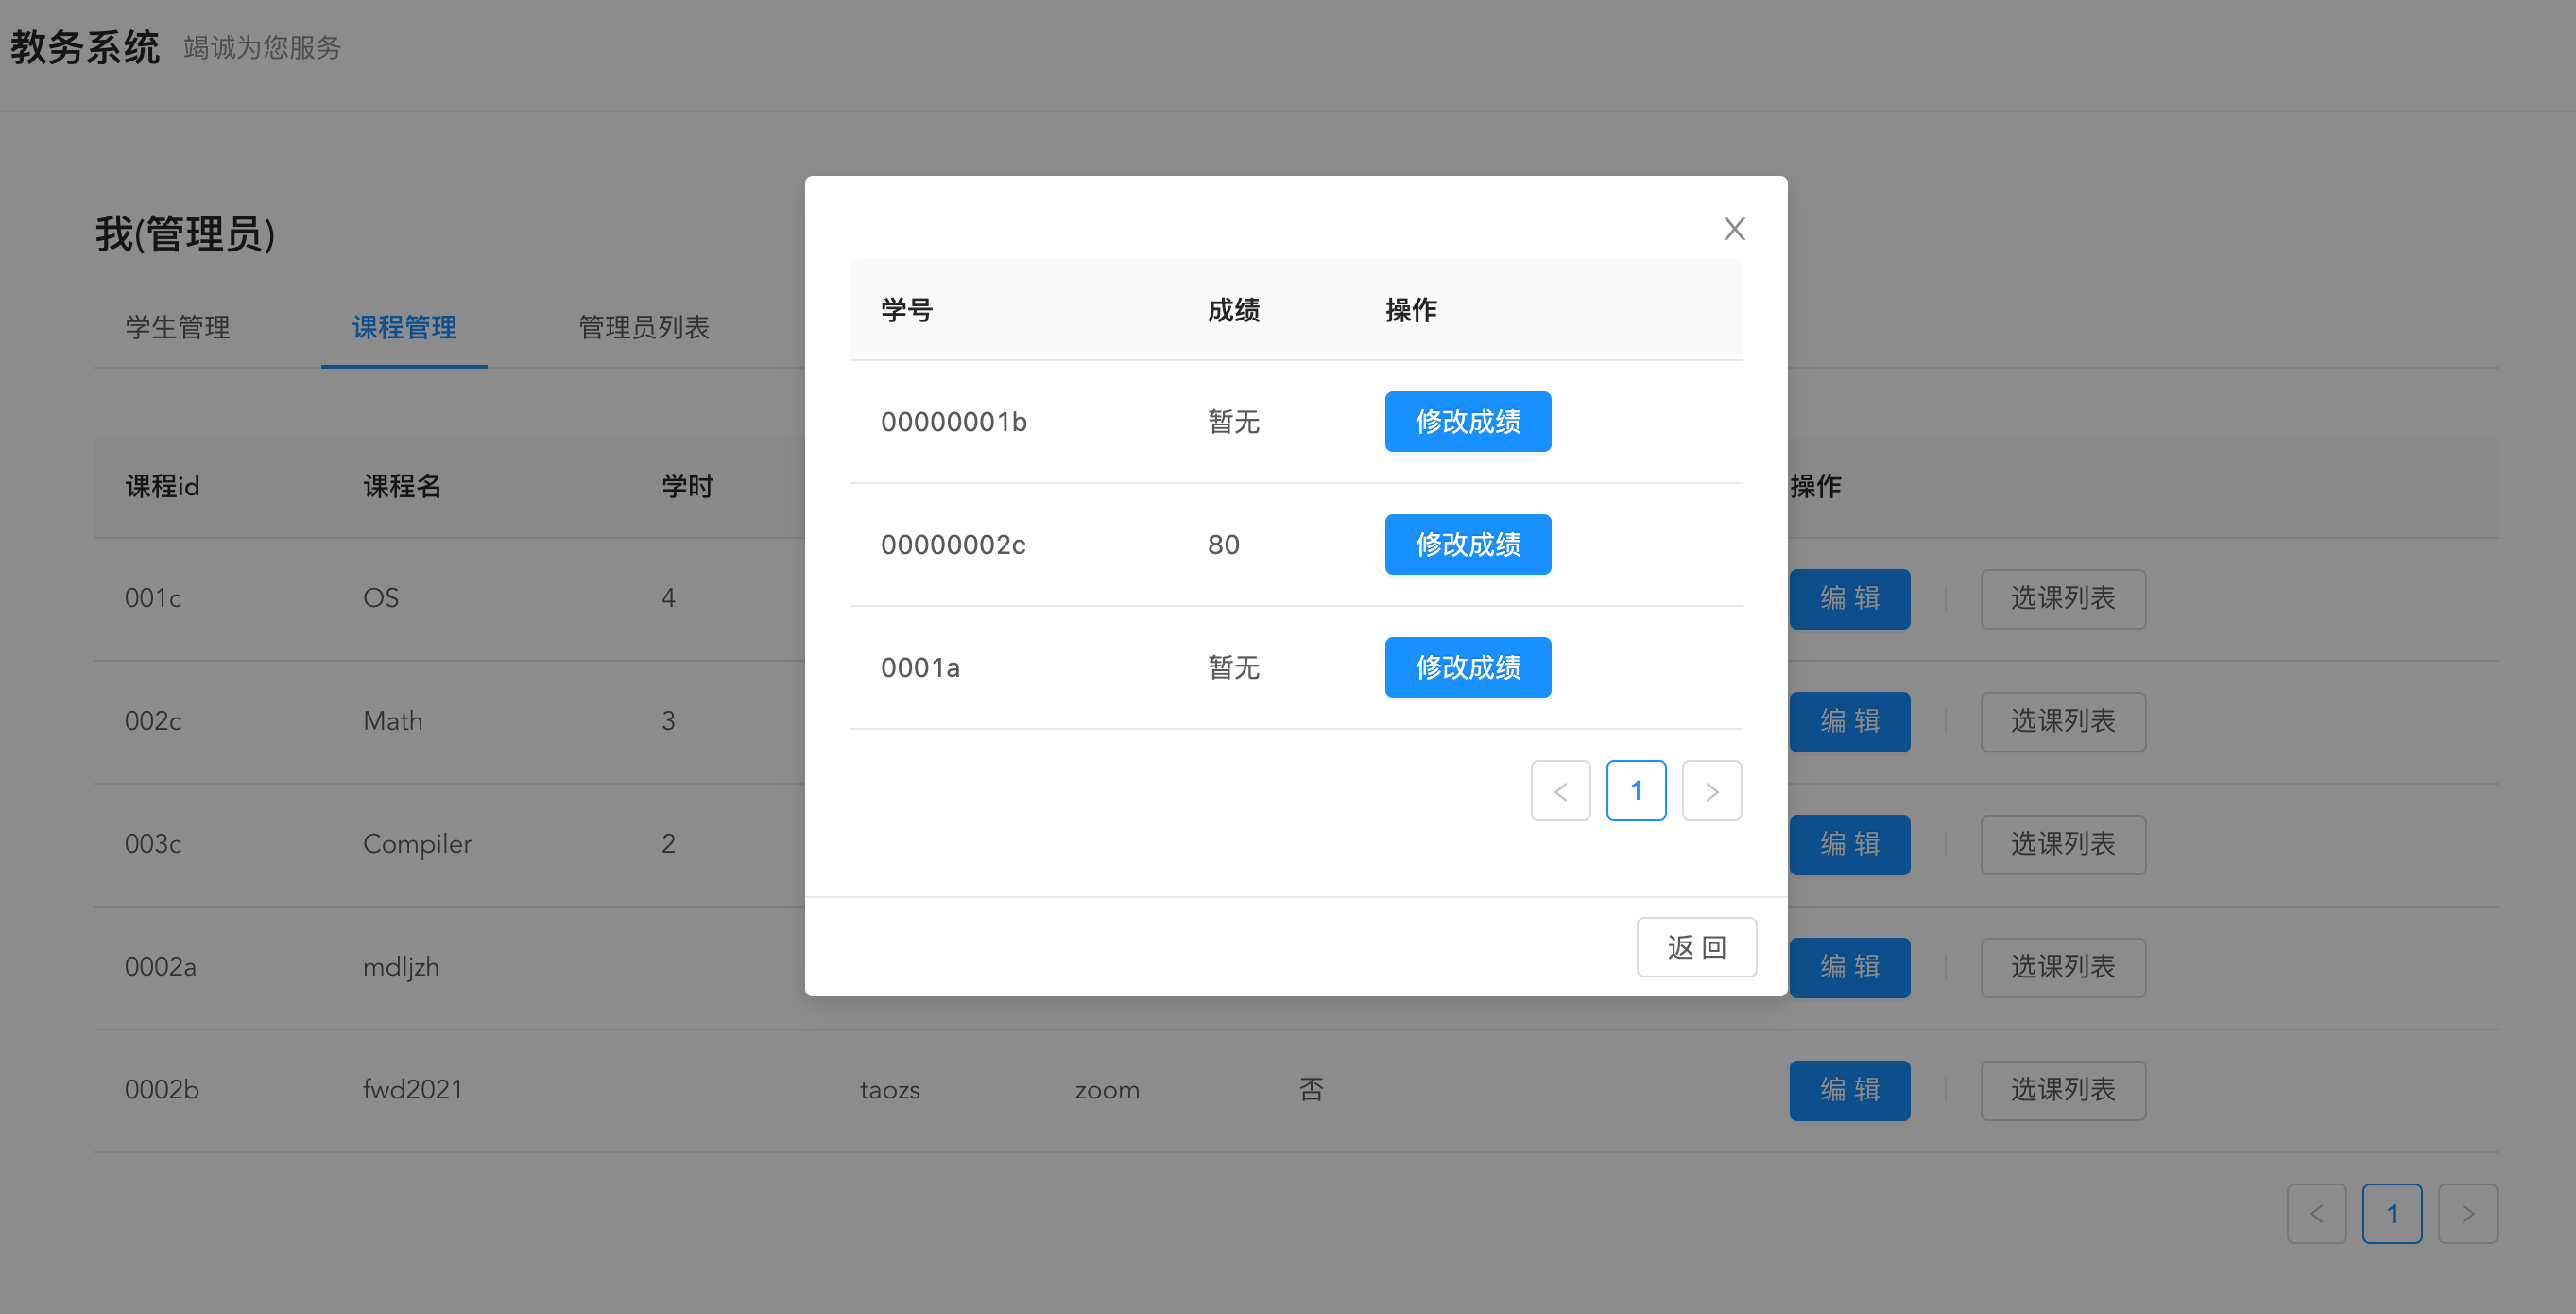 教务系统 竭诚为您服务
我(管理员)
学生管理 课程管理 管理员列表
课程id 课程名 学时 操作
001c OS 4 编 辑 选课列表
002c Math 3 编 辑 选课列表
003c Compiler 2 编 辑 选课列表
0002a mdljzh 编 辑 选课列表
0002b fwd2021 taozs zoom 否 编 辑 选课列表
< 1 >
X
学号 成绩 操作
00000001b 暂无 修改成绩
00000002c 80 修改成绩
0001a 暂无 修改成绩
< 1 >
返 回